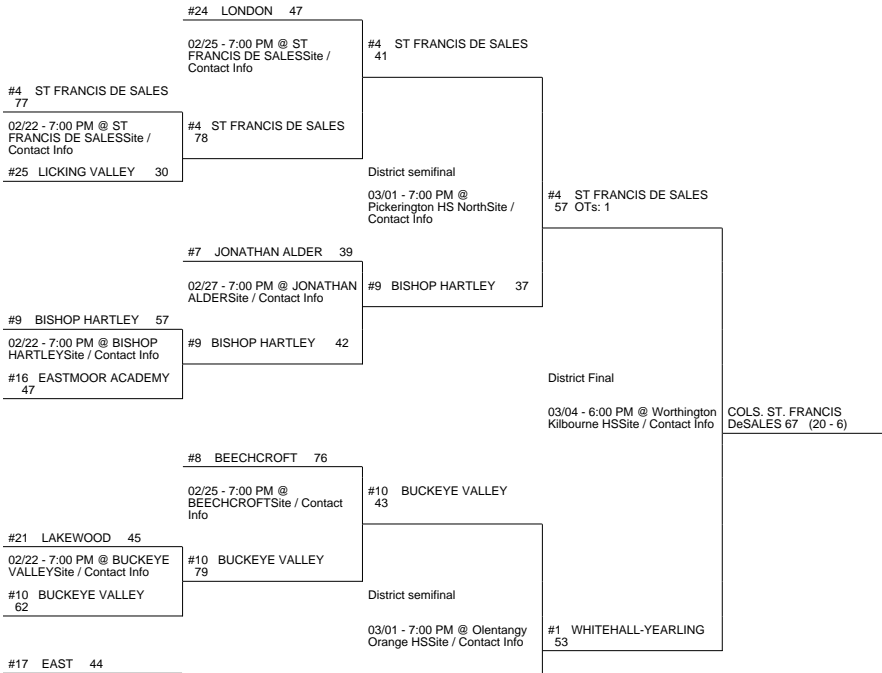 #24 LONDON 47
02/25 - 7:00 PM @ ST
FRANCIS DE SALESSite /
Contact Info
#4 ST FRANCIS DE SALES
41
#4 ST FRANCIS DE SALES
77
02/22 - 7:00 PM @ ST
FRANCIS DE SALESSite /
Contact Info
#4 ST FRANCIS DE SALES
78
#25 LICKING VALLEY 30
District semifinal
03/01 - 7:00 PM @
Pickerington HS NorthSite /
Contact Info
#4 ST FRANCIS DE SALES
57 OTs: 1
#7 JONATHAN ALDER 39
02/27 - 7:00 PM @ JONATHAN
ALDERSite / Contact Info
#9 BISHOP HARTLEY 37
#9 BISHOP HARTLEY 57
02/22 - 7:00 PM @ BISHOP
HARTLEYSite / Contact Info
#9 BISHOP HARTLEY 42
#16 EASTMOOR ACADEMY
47
District Final
03/04 - 6:00 PM @ Worthington
Kilbourne HSSite / Contact Info
COLS. ST. FRANCIS
DeSALES 67 (20 - 6)
#8 BEECHCROFT 76
02/25 - 7:00 PM @
BEECHCROFTSite / Contact
Info
#10 BUCKEYE VALLEY
43
#21 LAKEWOOD 45
02/22 - 7:00 PM @ BUCKEYE
VALLEYSite / Contact Info
#10 BUCKEYE VALLEY
79
#10 BUCKEYE VALLEY
62
District semifinal
03/01 - 7:00 PM @ Olentangy
Orange HSSite / Contact Info
#1 WHITEHALL-YEARLING
53
#17 EAST 44